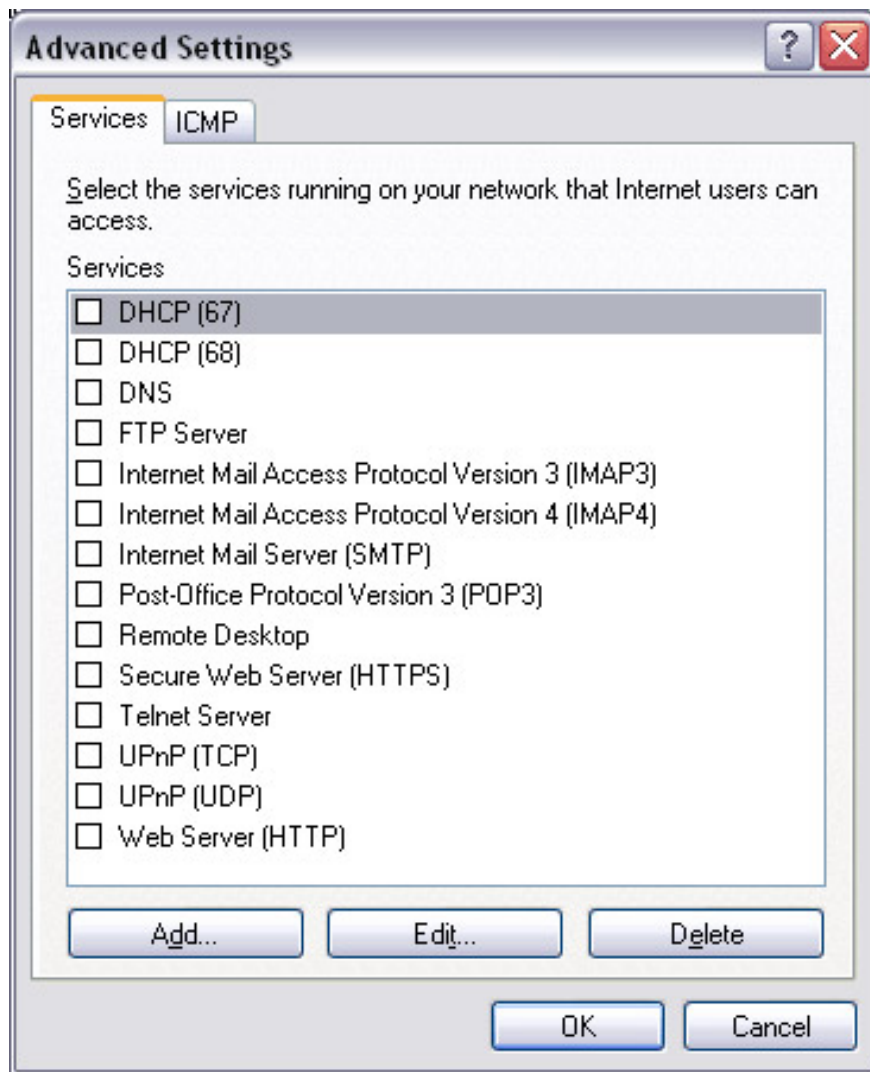 Advanced Settings
Services
ICMP
Select the services running on your network that Internet users can
access.
Services
DHCP (67)
DHCP (68)
DNS
FTP Server
Internet Mail Access Protocol Version 3 (IMAP3)
Internet Mail Access Protocol Version 4 (IMAP4)
Internet Mail Server (SMTP)
Post-Office Protocol Version 3 (POP3)
Remote Desktop
Secure Web Server (HTTPS)
Telnet Server
UPnP (TCP)
UPnP (UDP)
Web Server (HTTP)
Add...
Edit...
Delete
OK
Cancel